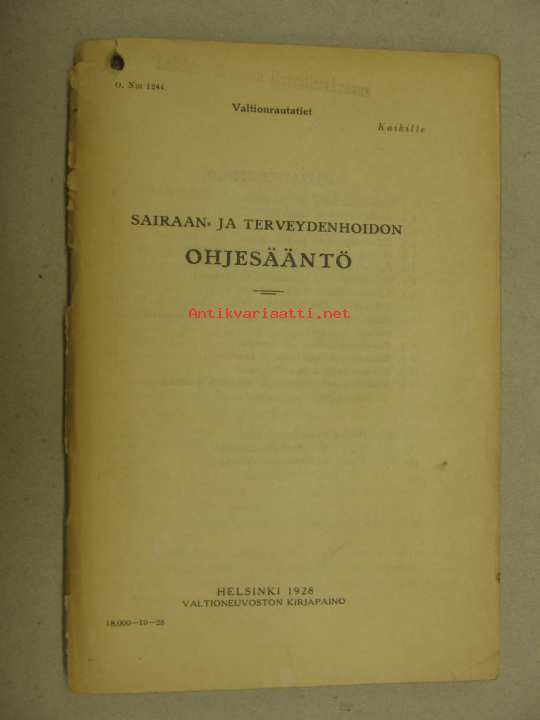 O. N:o 1244.
Valtionrautatiet
Kaikille
SAIRAAN- JA TERVEYDENHOIDON
OHJESÄÄNTÖ
Antikvariaatti.net
HELSINKI 1928
VALTIONEUVOSTON KIRJAPAINO
18.000—10—28